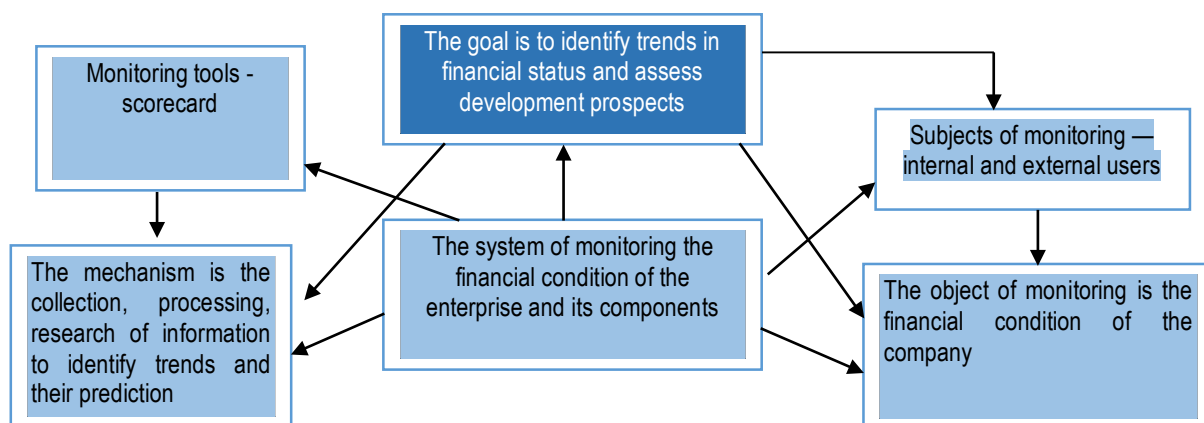 Monitoring tools -
scorecard
The goal is to identify trends in
financial status and assess
development prospects
Subjects of monitoring —
internal and external users
The mechanism is the
collection, processing,
research of information
to identify trends and
their prediction
The system of monitoring the
financial condition of the
enterprise and its components
The object of monitoring is the
financial condition of the
company